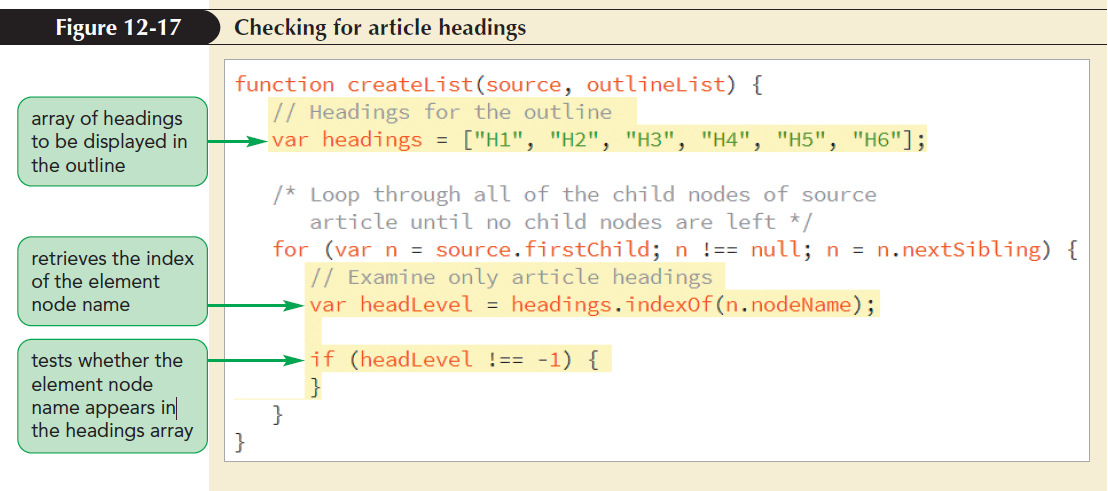 Figure 12-17
Checking for article headings
array of headings
to be displayed in
the outline
retrieves the index
of the element
node name
tests whether the
element node
name appears in
the headings array
function createList(source, outlineList) {
// Headings for the outline
var headings = ["H1", "H2", "H3", "H4", "H5", "H6"];
/* Loop through all of the child nodes of source
article until no child nodes are left */
for (var n = source.firstChild; n !== null; n = n.nextSibling) {
// Examine only article headings
var headLevel = headings.indexOf(n.nodeName);
if (headLevel !== -1) {
}
}
}